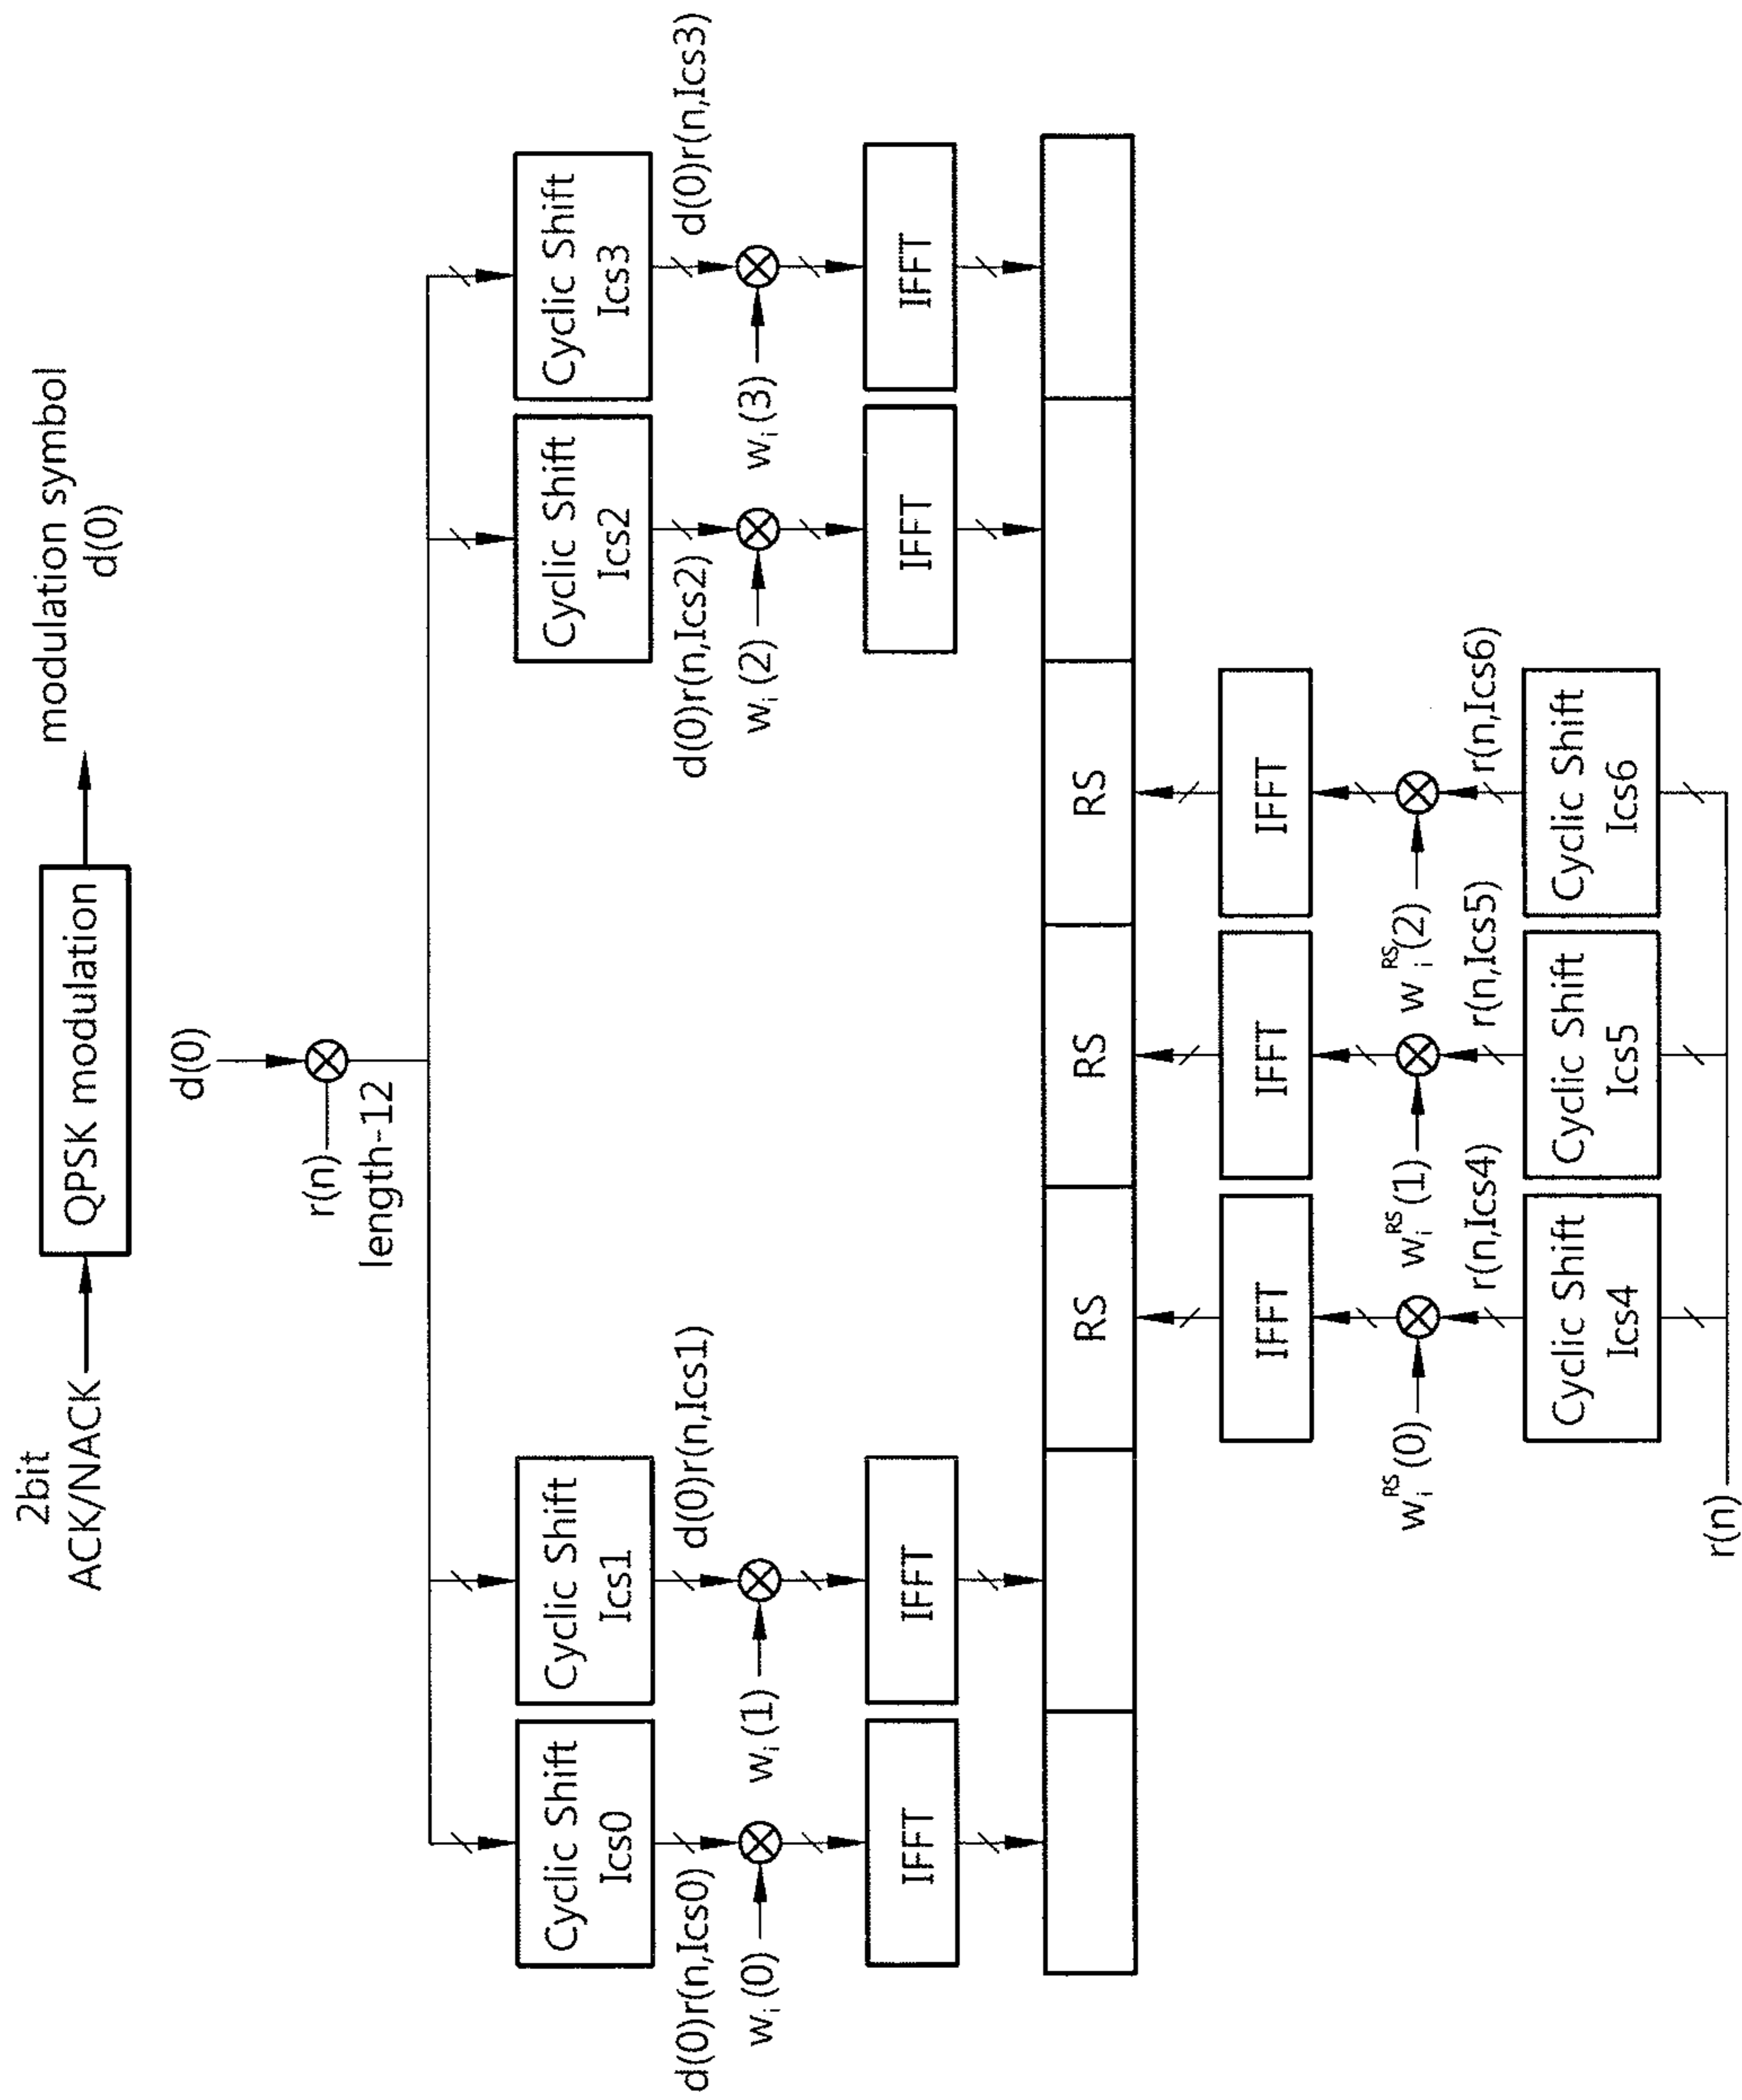 2bit
ACK/NACK
QPSK modulation
modulation symbol
d(0)
d(0)
r(n)
length-12
Cyclic Shift
Ics0
Cyclic Shift
Ics1
Cyclic Shift
Ics2
Cyclic Shift
Ics3
d(0)r(n,Ics0)
d(0)r(n,Ics1)
d(0)r(n,Ics2)
d(0)r(n,Ics3)
wi(0)
wi(1)
wi(2)
wi(3)
IFFT
IFFT
IFFT
IFFT
RS
RS
RS
IFFT
IFFT
IFFT
wiRS(0)
wiRS(1)
wiRS(2)
r(n,Ics4)
r(n,Ics5)
r(n,Ics6)
Cyclic Shift
Ics4
Cyclic Shift
Ics5
Cyclic Shift
Ics6
r(n)